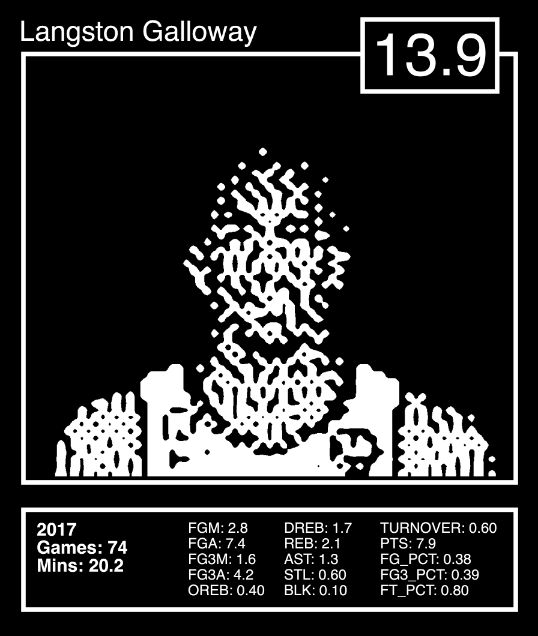 Langston Galloway
13.9
2017
Games: 74
Mins: 20.2
FGM: 2.8
FGA: 7.4
FG3M: 1.6
FG3A: 4.2
OREB: 0.40
DREB: 1.7
REB: 2.1
AST: 1.3
STL: 0.60
BLK: 0.10
TURNOVER: 0.60
PTS: 7.9
FG_PCT: 0.38
FG3_PCT: 0.39
FT_PCT: 0.80